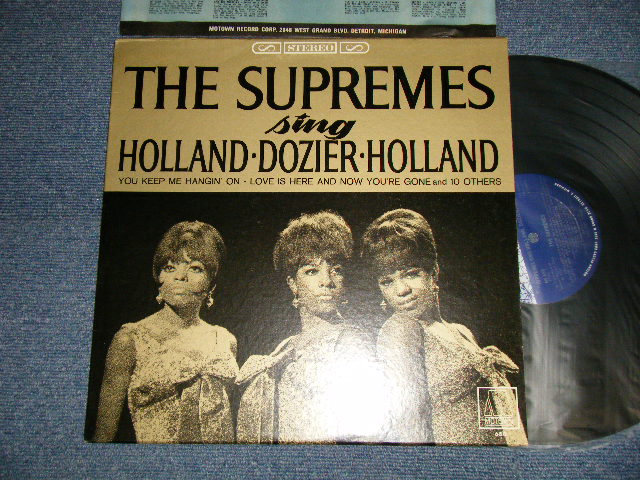 MOTOWN RECORD CORP. 2648 WEST GRAND BLVD. DETROIT, MICHIGAN
S STEREO S
THE SUPREMES
sing
HOLLAND·DOZIER·HOLLAND
YOU KEEP ME HANGIN' ON · LOVE IS HERE AND NOW YOU'RE GONE and 10 OTHERS